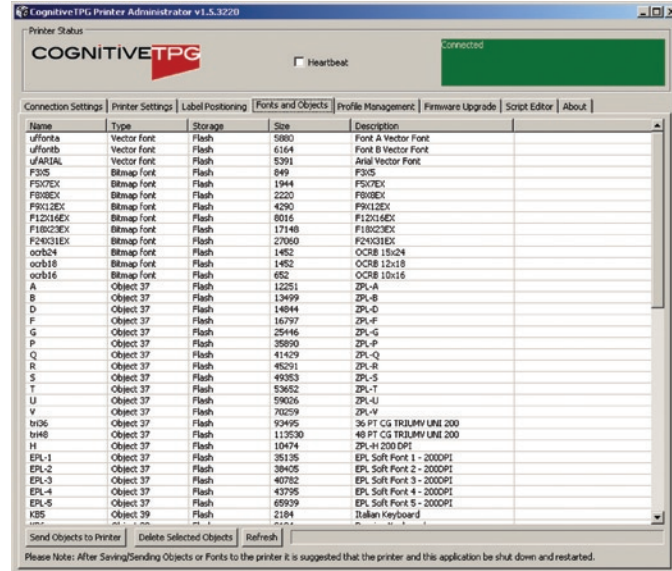 CognitiveTPG Printer Administrator v1.5.3220
Printer Status
COGNITIVETPG
Heartbeat
Connected
Connection Settings Printer Settings Label Positioning Fonts and Objects Profile Management Firmware Upgrade Script Editor About
Name Type Storage Size Description
uffonta Vector font Flash 5880 Font A Vector Font
uffontb Vector font Flash 6164 Font B Vector Font
ufARIAL Vector font Flash 5391 Arial Vector Font
F3X5 Bitmap font Flash 849 F3X5
F5X7EX Bitmap font Flash 1944 F5X7EX
F8X8EX Bitmap font Flash 2220 F8X8EX
F9X12EX Bitmap font Flash 4290 F9X12EX
F12X16EX Bitmap font Flash 8016 F12X16EX
F18X23EX Bitmap font Flash 17148 F18X23EX
F24X31EX Bitmap font Flash 27060 F24X31EX
ocrb24 Bitmap font Flash 1452 OCRB 15x24
ocrb18 Bitmap font Flash 1452 OCRB 12x18
ocrb16 Bitmap font Flash 652 OCRB 10x16
A Object 37 Flash 12251 ZPL-A
B Object 37 Flash 13499 ZPL-B
D Object 37 Flash 14844 ZPL-D
F Object 37 Flash 16797 ZPL-F
G Object 37 Flash 25446 ZPL-G
P Object 37 Flash 35890 ZPL-P
Q Object 37 Flash 41429 ZPL-Q
R Object 37 Flash 45291 ZPL-R
S Object 37 Flash 49353 ZPL-S
T Object 37 Flash 53652 ZPL-T
U Object 37 Flash 59026 ZPL-U
V Object 37 Flash 70259 ZPL-V
tri36 Object 37 Flash 93495 36 PT CG TRIUMV UNI 200
tri48 Object 37 Flash 113530 48 PT CG TRIUMV UNI 200
H Object 37 Flash 10474 ZPL-H 200 DPI
EPL-1 Object 37 Flash 35135 EPL Soft Font 1 - 200DPI
EPL-2 Object 37 Flash 38405 EPL Soft Font 2 - 200DPI
EPL-3 Object 37 Flash 40782 EPL Soft Font 3 - 200DPI
EPL-4 Object 37 Flash 43795 EPL Soft Font 4 - 200DPI
EPL-5 Object 37 Flash 65939 EPL Soft Font 5 - 200DPI
KB5 Object 39 Flash 2184 Italian Keyboard
Send Objects to Printer Delete Selected Objects Refresh
Please Note: After Saving/Sending Objects or Fonts to the printer it is suggested that the printer and this application be shut down and restarted.